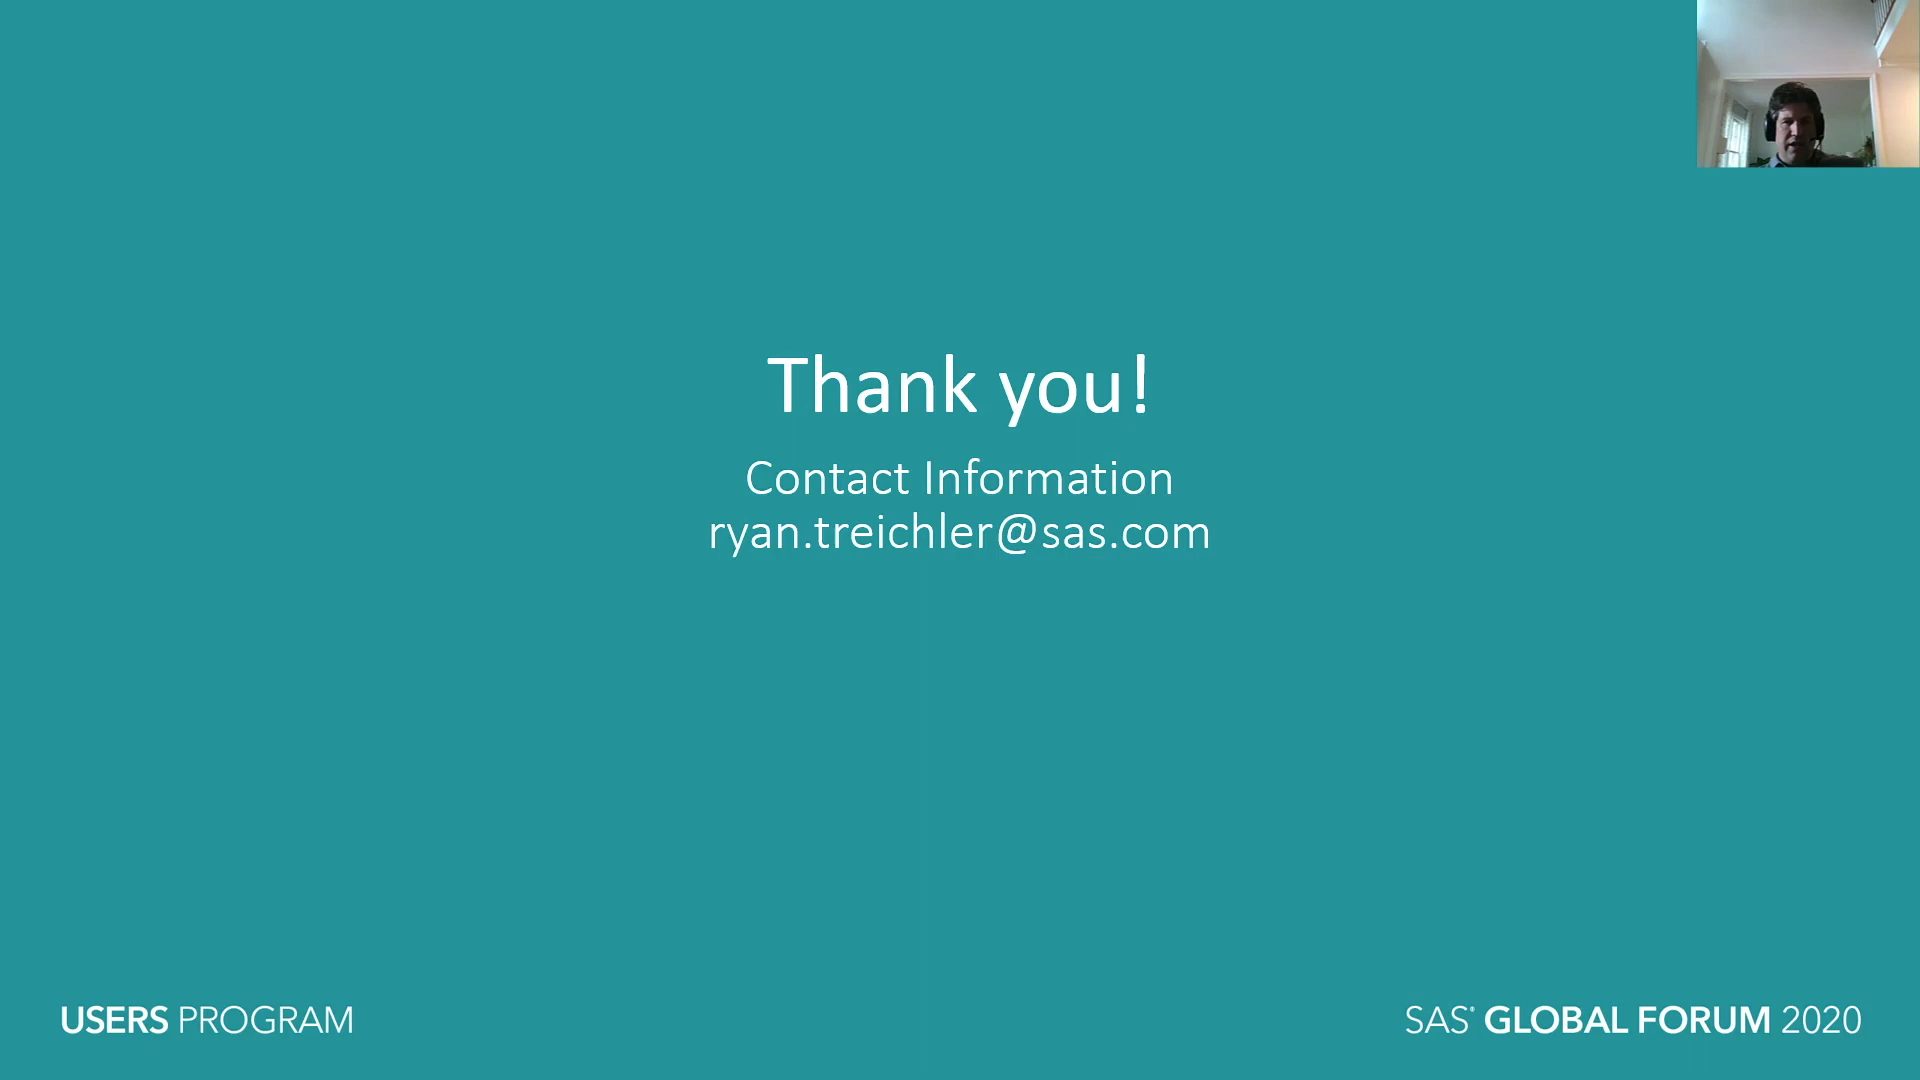 Thank you!
Contact Information
ryan.treichler@sas.com
USERS PROGRAM
SAS® GLOBAL FORUM 2020